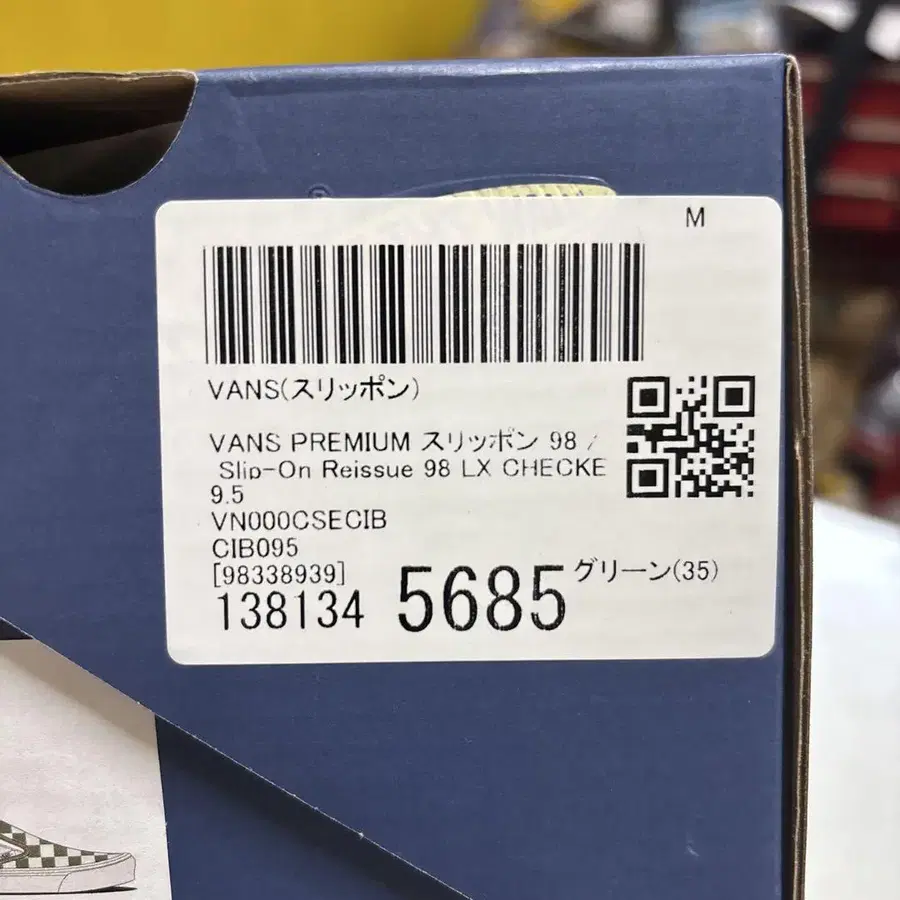 M
VANS(スリッポン)
VANS PREMIUM スリッポン 98 /
Slip-On Reissue 98 LX CHECKE
9.5
VN000CSECIB
CIB095
[98338939]
138134 5685 グリーン(35)